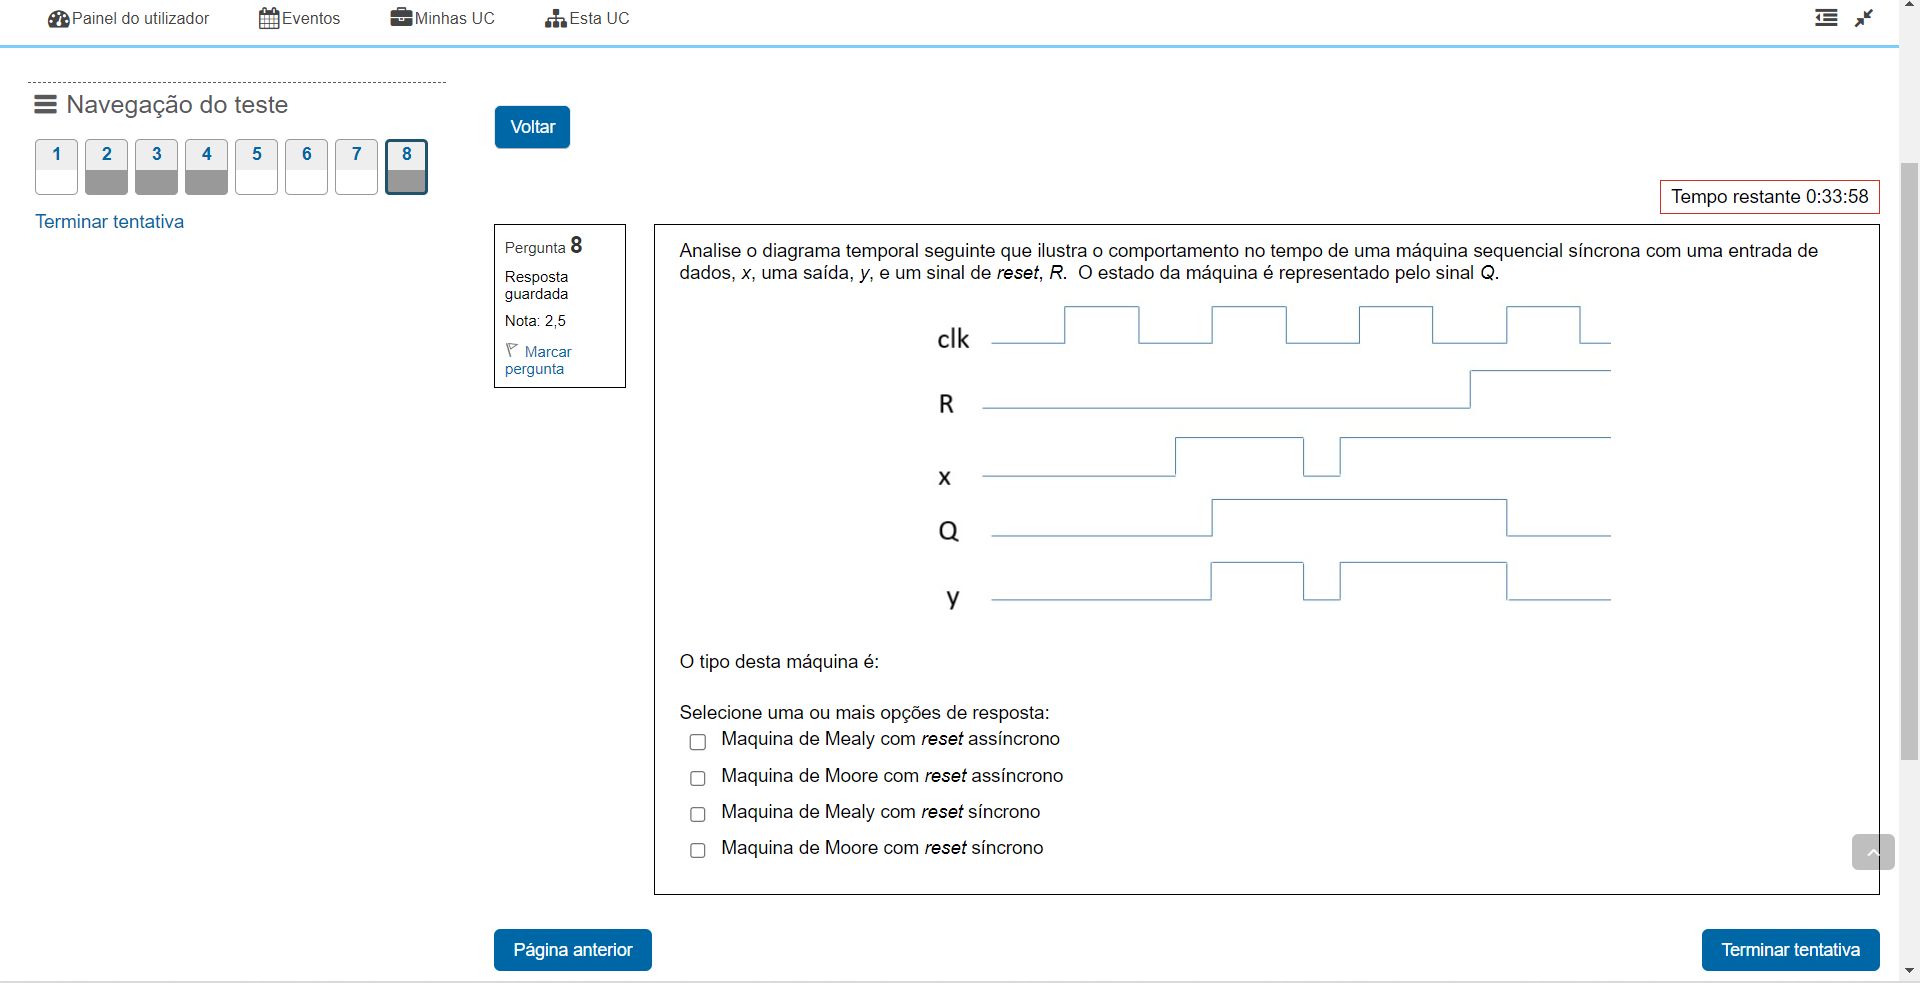 Painel do utilizador
Eventos
Minhas UC
Esta UC
Navegação do teste
1 2 3 4 5 6 7 8
Terminar tentativa
Voltar
Tempo restante 0:33:58
Pergunta 8
Resposta
guardada
Nota: 2,5
Marcar
pergunta
Analise o diagrama temporal seguinte que ilustra o comportamento no tempo de uma máquina sequencial síncrona com uma entrada de
dados, x, uma saída, y, e um sinal de reset, R. O estado da máquina é representado pelo sinal Q.
clk
R
x
Q
y
O tipo desta máquina é:
Selecione uma ou mais opções de resposta:
Maquina de Mealy com reset assíncrono
Maquina de Moore com reset assíncrono
Maquina de Mealy com reset síncrono
Maquina de Moore com reset síncrono
Página anterior
Terminar tentativa